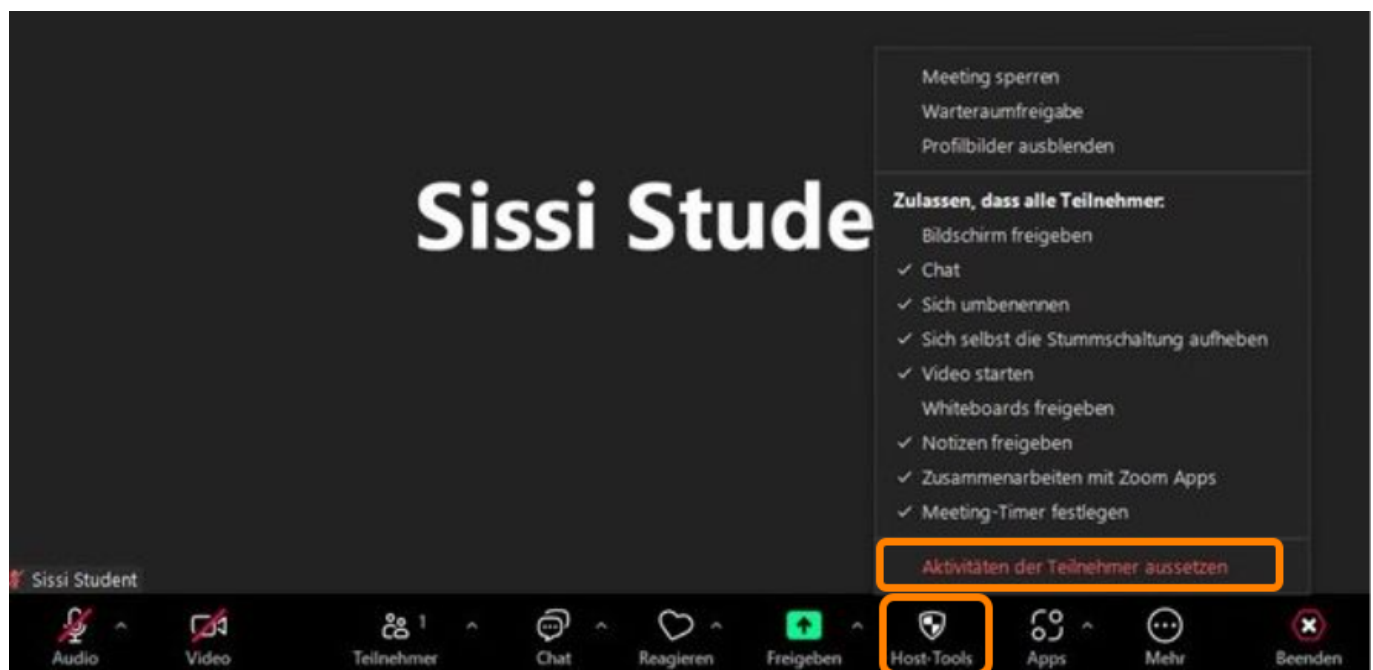 Meeting sperren
Warteraumfreigabe
Profilbilder ausblenden
Sissi Stude
Zulassen, dass alle Teilnehmer:
Bildschirm freigeben
Chat
Sich umbenennen
Sich selbst die Stummschaltung aufheben
Video starten
Whiteboards freigeben
Notizen freigeben
Zusammenarbeiten mit Zoom Apps
Meeting-Timer festlegen
Aktivitäten der Teilnehmer aussetzen
Sissi Student
1
Audio Video Teilnehmer Chat Reagieren Freigeben Host-Tools Apps Mehr Beenden